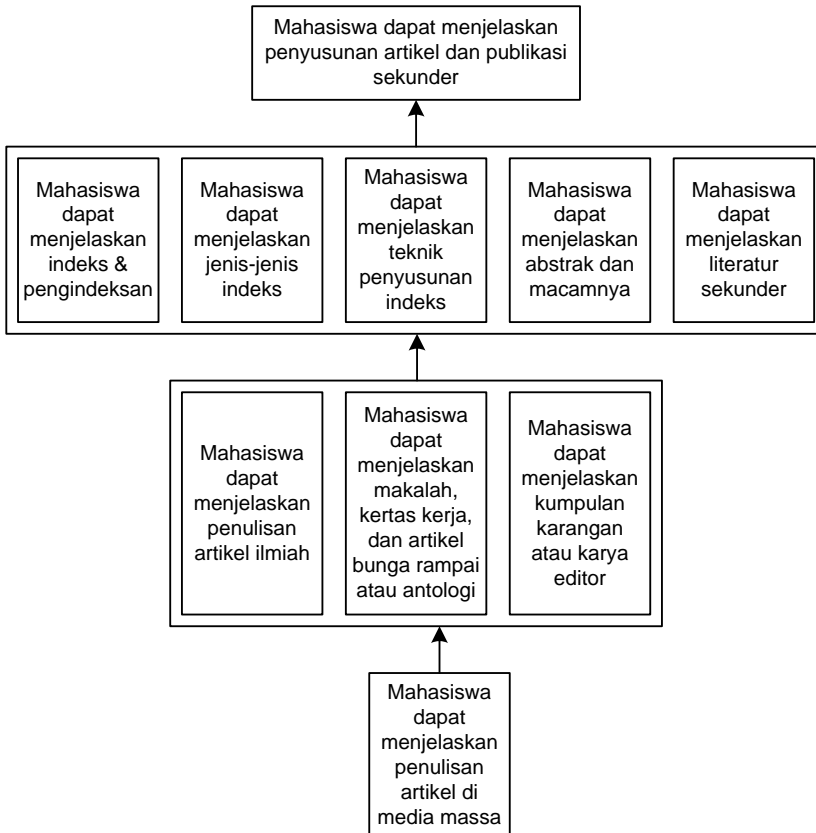 Mahasiswa dapat menjelaskan
penyusunan artikel dan publikasi
sekunder
Mahasiswa
dapat
menjelaskan
indeks &
pengindeksan
Mahasiswa
dapat
menjelaskan
jenis-jenis
indeks
Mahasiswa
dapat
menjelaskan
teknik
penyusunan
indeks
Mahasiswa
dapat
menjelaskan
abstrak dan
macamnya
Mahasiswa
dapat
menjelaskan
literatur
sekunder
Mahasiswa
dapat
menjelaskan
penulisan
artikel ilmiah
Mahasiswa
dapat
menjelaskan
makalah,
kertas kerja,
dan artikel
bunga rampai
atau antologi
Mahasiswa
dapat
menjelaskan
kumpulan
karangan
atau karya
editor
Mahasiswa
dapat
menjelaskan
penulisan
artikel di
media massa